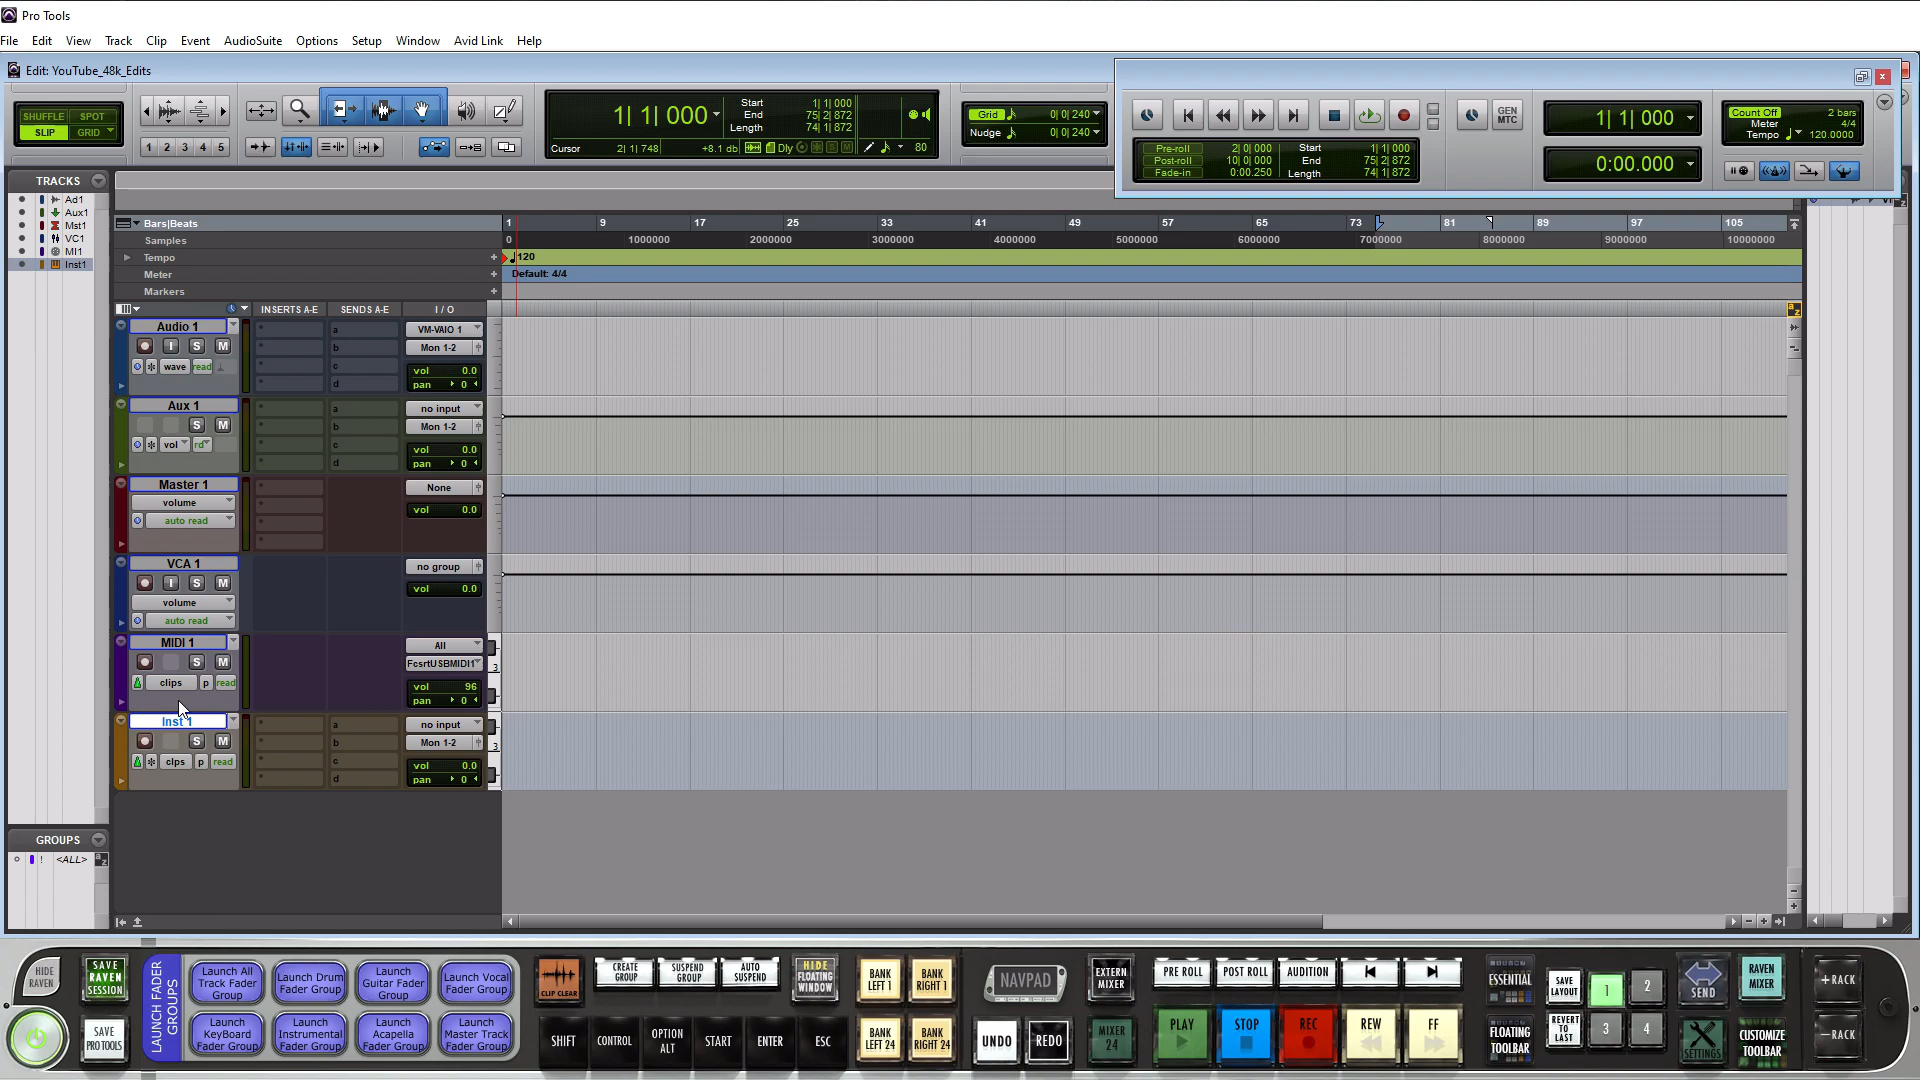 Pro Tools
File Edit View Track Clip Event AudioSuite Options Setup Window Avid Link Help
Edit: YouTube_48k_Edits
SHUFFLE SPOT
SLIP GRID
1 2 3 4 5
1| 1| 000
Start 1| 1| 000
End 75| 2| 872
Length 74| 1| 872
Cursor 2| 1| 748 +8.1 db Dly 80
Grid 0| 0| 240
Nudge 0| 0| 240
GEN MTC
1| 1| 000
0:00.000
Count Off 2 bars
Meter 4/4
Tempo 120.0000
Pre-roll 2| 0| 000
Post-roll 10| 0| 000
Fade-in 0:00.250
Start 1| 1| 000
End 75| 2| 872
Length 74| 1| 872
TRACKS
Ad1
Aux1
Mst1
VC1
MI1
Inst1
Bars|Beats 1 9 17 25 33 41 49 57 65 73 81 89 97 105
Samples 0 1000000 2000000 3000000 4000000 5000000 6000000 7000000 8000000 9000000 10000000
Tempo + 120
Meter + Default: 4/4
Markers +
INSERTS A-E SENDS A-E I / O
Audio 1
I S M
wave read
a
b
c
d
VM-VAIO 1
Mon 1-2
vol 0.0
pan 0
Aux 1
S M
vol rd
a
b
c
d
no input
Mon 1-2
vol 0.0
pan 0
Master 1
volume
auto read
None
vol 0.0
VCA 1
I S M
volume
auto read
no group
vol 0.0
MIDI 1
S M
clips p read
All
FcsrtUSBMIDI1
vol 96
pan 0
3
Inst 1
S M
clps p read
a
b
c
d
no input
Mon 1-2
vol 0.0
pan 0
3
GROUPS
! <ALL>
HIDE RAVEN
SAVE RAVEN SESSION
SAVE PRO TOOLS
LAUNCH FADER GROUPS
Launch All Track Fader Group
Launch Drum Fader Group
Launch Guitar Fader Group
Launch Vocal Fader Group
Launch KeyBoard Fader Group
Launch Instrumental Fader Group
Launch Acapella Fader Group
Launch Master Track Fader Group
CLIP CLEAR
CREATE GROUP
SUSPEND GROUP
AUTO SUSPEND
HIDE FLOATING WINDOW
SHIFT
CONTROL
OPTION ALT
START
ENTER
ESC
BANK LEFT 1
BANK RIGHT 1
BANK LEFT 24
BANK RIGHT 24
NAVPAD
UNDO
REDO
EXTERN MIXER
MIXER 24
PRE ROLL
POST ROLL
AUDITION
PLAY
STOP
REC
REW
FF
ESSENTIAL
FLOATING TOOLBAR
SAVE LAYOUT
REVERT TO LAST
1
2
3
4
SEND
SETTINGS
RAVEN MIXER
CUSTOMIZE TOOLBAR
+RACK
-RACK